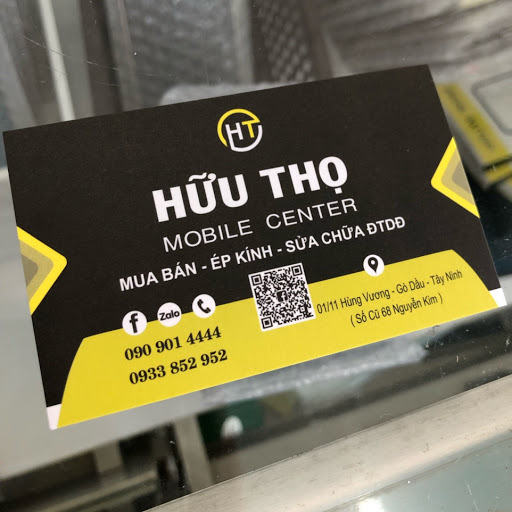 HT
HỮU THỌ
MOBILE CENTER
MUA BÁN - ÉP KÍNH - SỬA CHỮA ĐTDĐ
Zalo
090 901 4444
0933 852 952
01/11 Hùng Vương - Gò Dầu - Tây Ninh
( Số Cũ 68 Nguyễn Kim )